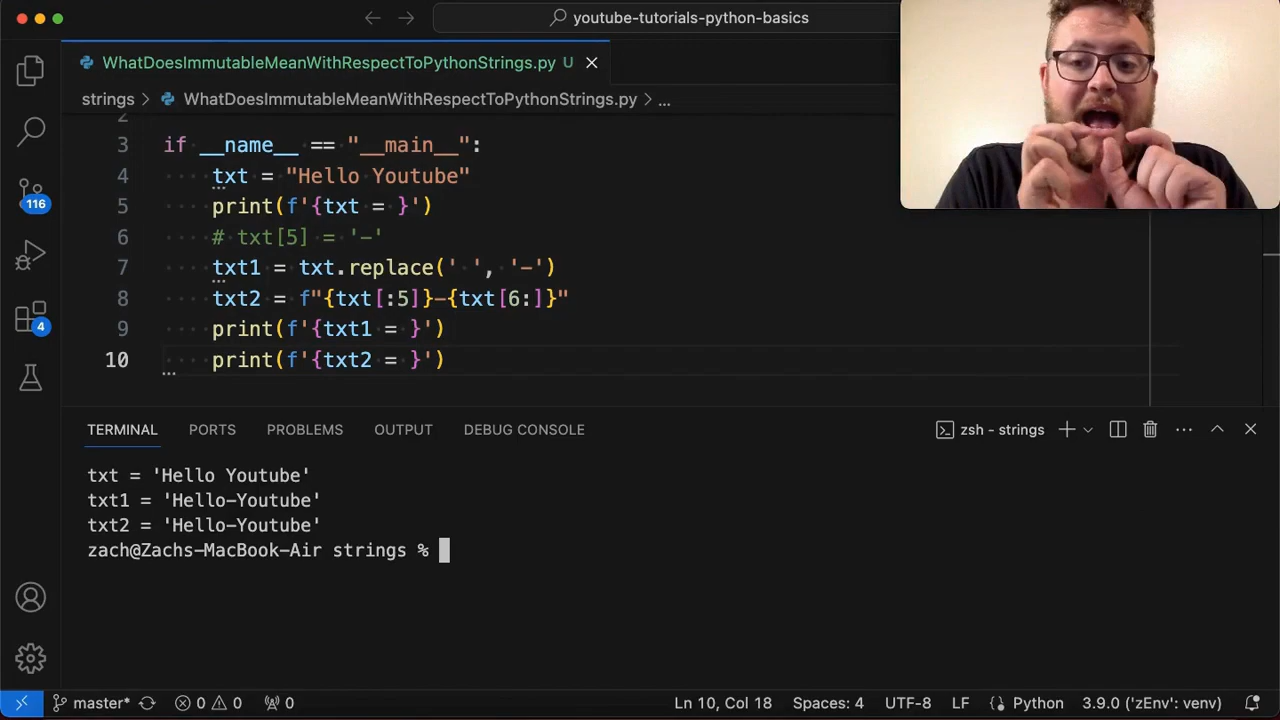 youtube-tutorials-python-basics
WhatDoesImmutableMeanWithRespectToPythonStrings.py U
strings > WhatDoesImmutableMeanWithRespectToPythonStrings.py > ...
2
3 if __name__ == "__main__":
4 txt = "Hello Youtube"
5 print(f'{txt = }')
6 # txt[5] = '-'
7 txt1 = txt.replace(' ', '-')
8 txt2 = f"{txt[:5]}-{txt[6:]}"
9 print(f'{txt1 = }')
10 print(f'{txt2 = }')
116
4
TERMINAL PORTS PROBLEMS OUTPUT DEBUG CONSOLE zsh - strings
txt = 'Hello Youtube'
txt1 = 'Hello-Youtube'
txt2 = 'Hello-Youtube'
zach@Zachs-MacBook-Air strings %
master* 0 0 0 Ln 10, Col 18 Spaces: 4 UTF-8 LF Python 3.9.0 ('zEnv': venv)